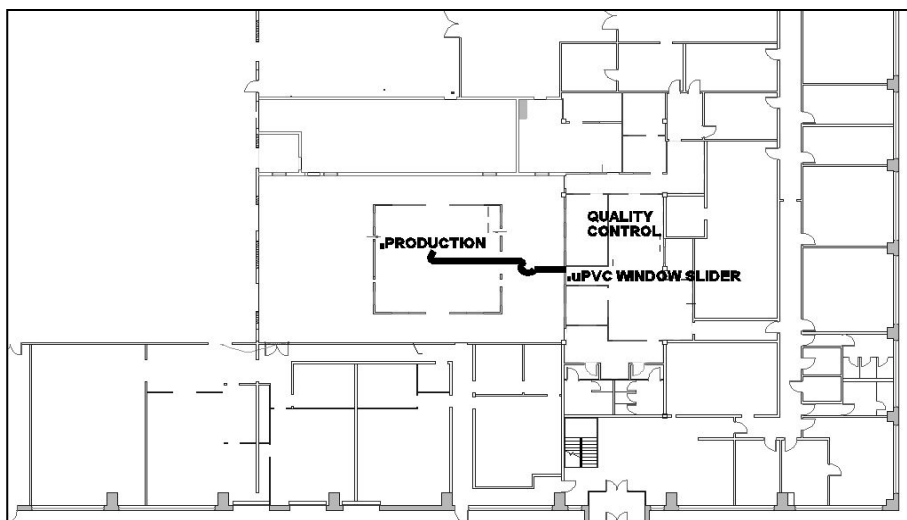 QUALITY
CONTROL
.PRODUCTION
.uPVC WINDOW SLIDER